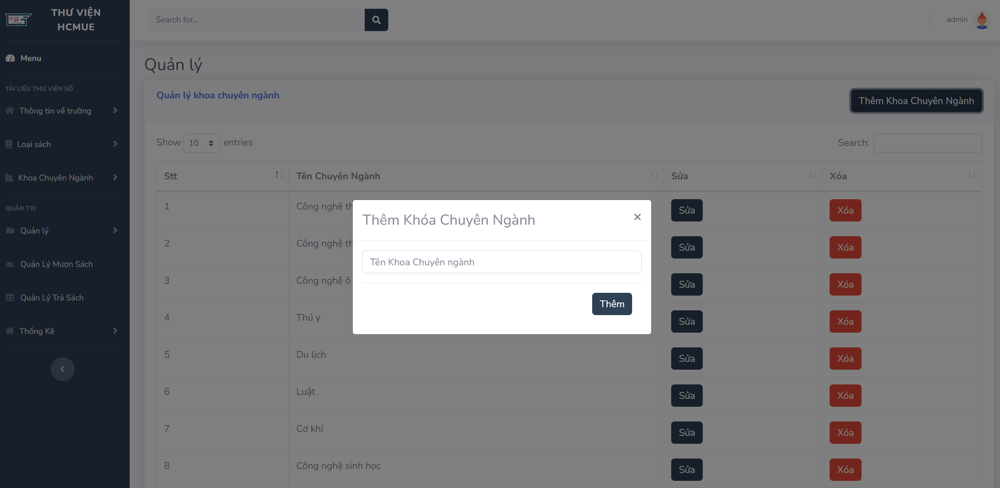 SP
THƯ VIỆN
HCMUE
Search for...
admin
Menu
TÀI LIỆU THƯ VIỆN SỐ
Thông tin về trường
Loại sách
Khoa Chuyên Ngành
QUẢN TRỊ
Quản lý
Quản Lý Mượn Sách
Quản Lý Trả Sách
Thống Kê
Quản lý
Quản lý khoa chuyên ngành
Thêm Khoa Chuyên Ngành
Show 10 entries
Search:
Stt Tên Chuyên Ngành Sửa Xóa
1 Công nghệ th Sửa Xóa
2 Công nghệ th Sửa Xóa
3 Công nghệ ô Sửa Xóa
4 Thú y Sửa Xóa
5 Du lịch Sửa Xóa
6 Luật Sửa Xóa
7 Cơ khí Sửa Xóa
8 Công nghệ sinh học Sửa Xóa
Thêm Khóa Chuyên Ngành
×
Tên Khoa Chuyên ngành
Thêm